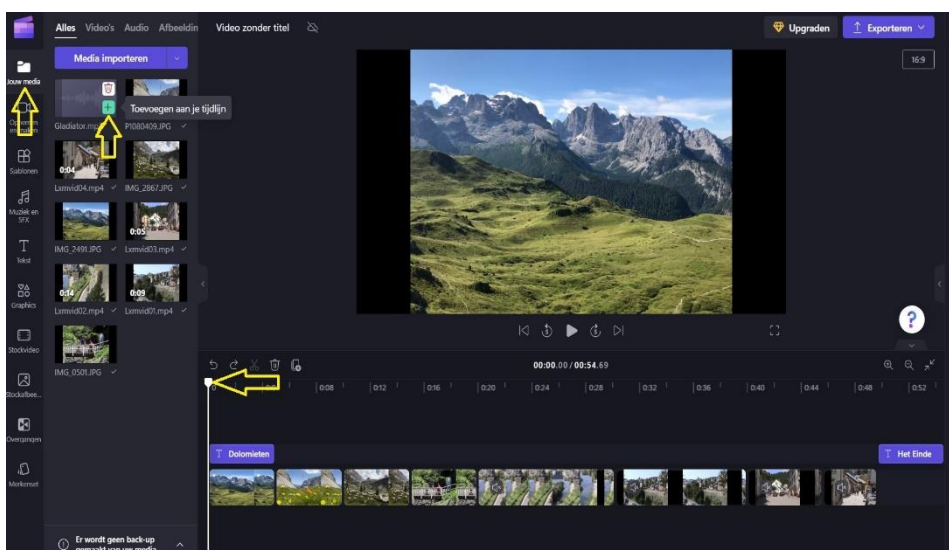 Alles Video's Audio Afbeeldin
Video zonder titel
Upgraden
Exporteren
Media importeren
16:9
Jouw media
Toevoegen aan je tijdlijn
Gladiator.mp
P1080409.JPG
Sjablonen
0:04
Lxmvid04.mp4
IMG_2867.JPG
Muziek en
SFX
0:05
IMG_2491.JPG
Lxmvid03.mp4
Tekst
0:14
0:09
Graphics
Lxmvid02.mp4
Lxmvid01.mp4
?
Stockvideo
IMG_0501.JPG
00:00.00 / 00:54.69
Stockafbee...
0
0:08
0:12
0:16
0:20
0:24
0:28
0:32
0:36
0:40
0:44
0:48
0:52
Overgangen
T Dolomieten
T Het Einde
Merkenset
Er wordt geen back-up
gemaakt van uw media